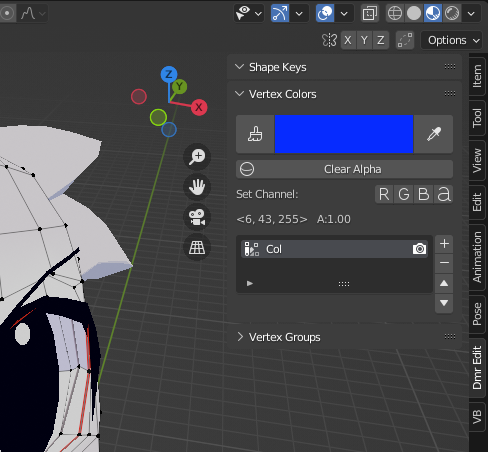 X Y Z Options
Z
Y
X
Shape Keys
Vertex Colors
Clear Alpha
Set Channel: R G B a
<6, 43, 255> A:1.00
Col
Vertex Groups
Item
Tool
View
Edit
Animation
Pose
Dmr Edit
VB